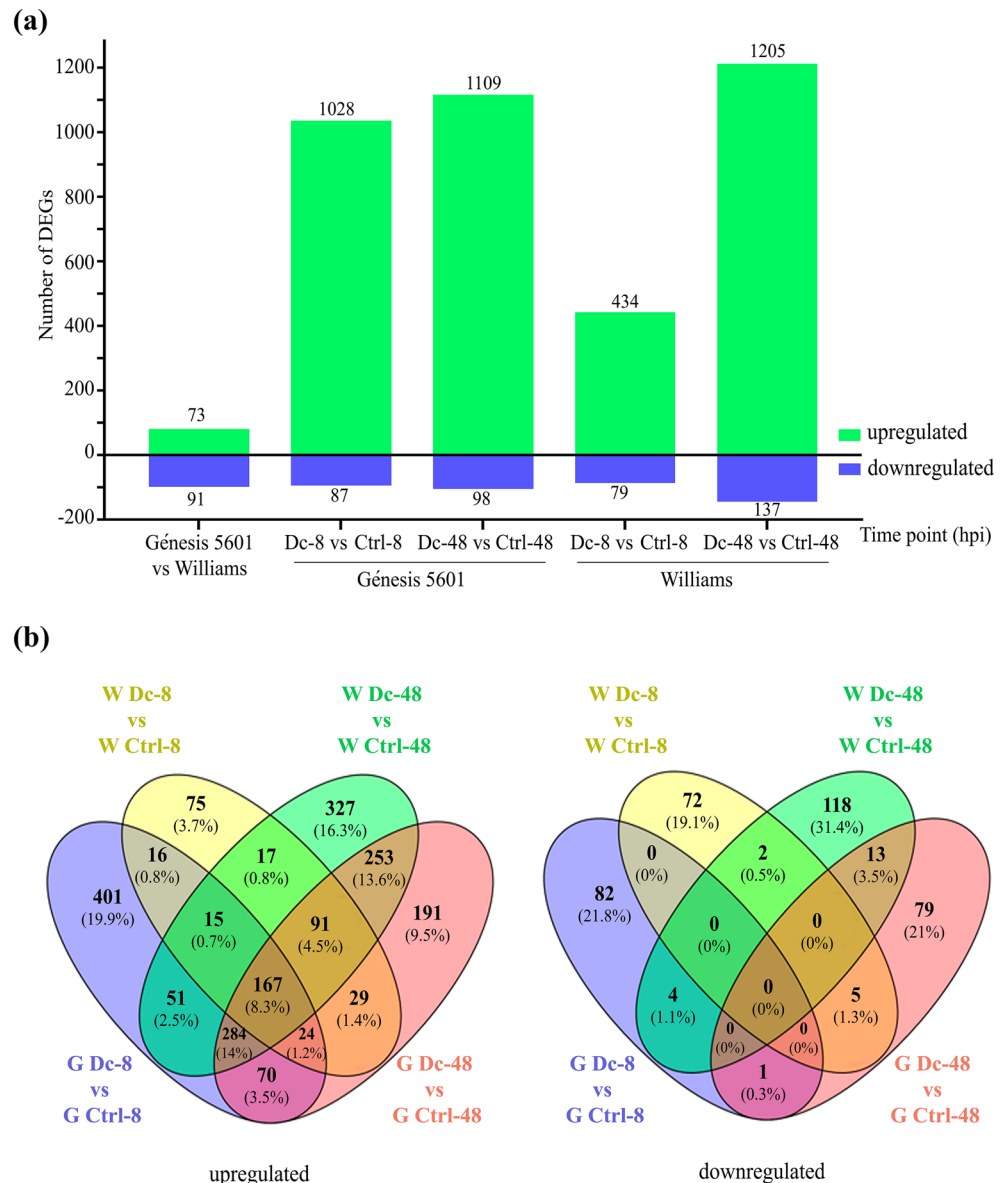 (a)
Number of DEGs
1200
1000
800
600
400
200
0
-200
73
91
1028
87
1109
98
434
79
1205
137
upregulated
downregulated
Génesis 5601
vs Williams
Dc-8 vs Ctrl-8
Dc-48 vs Ctrl-48
Dc-8 vs Ctrl-8
Dc-48 vs Ctrl-48
Time point (hpi)
Génesis 5601
Williams
(b)
W Dc-8
vs
W Ctrl-8
W Dc-48
vs
W Ctrl-48
75
(3.7%)
327
(16.3%)
16
(0.8%)
17
(0.8%)
253
(13.6%)
401
(19.9%)
15
(0.7%)
91
(4.5%)
191
(9.5%)
167
(8.3%)
51
(2.5%)
29
(1.4%)
284
(14%)
24
(1.2%)
70
(3.5%)
G Dc-8
vs
G Ctrl-8
G Dc-48
vs
G Ctrl-48
upregulated
W Dc-8
vs
W Ctrl-8
W Dc-48
vs
W Ctrl-48
72
(19.1%)
118
(31.4%)
0
(0%)
2
(0.5%)
13
(3.5%)
82
(21.8%)
0
(0%)
0
(0%)
79
(21%)
0
(0%)
4
(1.1%)
5
(1.3%)
0
(0%)
0
(0%)
1
(0.3%)
G Dc-8
vs
G Ctrl-8
G Dc-48
vs
G Ctrl-48
downregulated